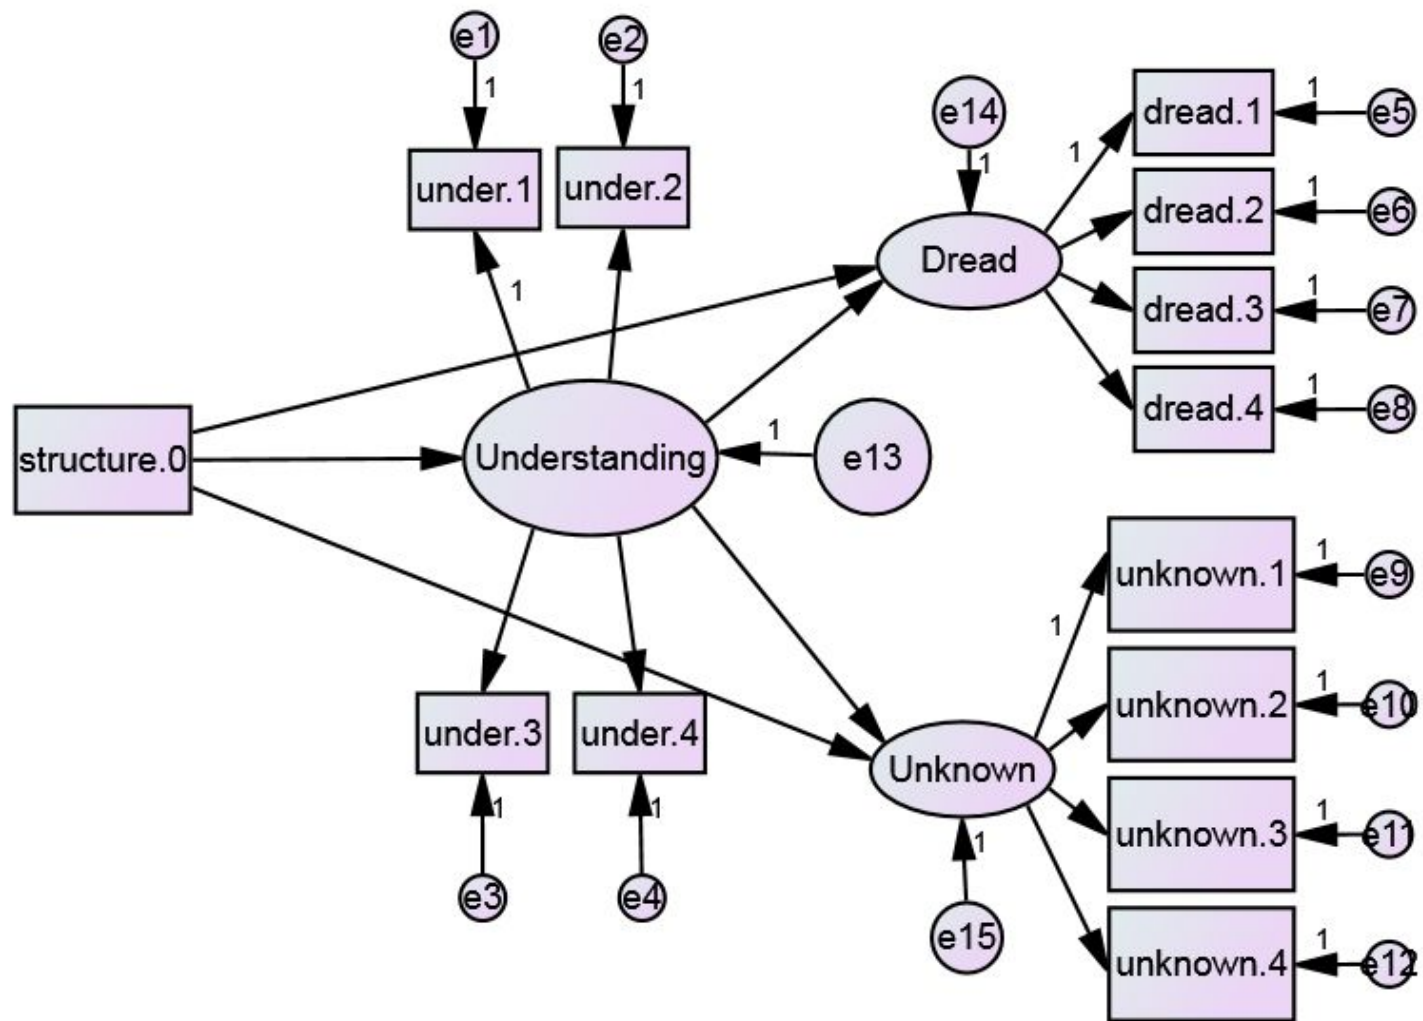 e1
e2
1
1
under.1
under.2
1
e14
1
Dread
1
dread.1
1
e5
dread.2
1
e6
dread.3
1
e7
dread.4
1
e8
structure.0
Understanding
1
e13
under.3
under.4
1
1
e3
e4
Unknown
1
e15
1
unknown.1
1
e9
unknown.2
1
e10
unknown.3
1
e11
unknown.4
1
e12